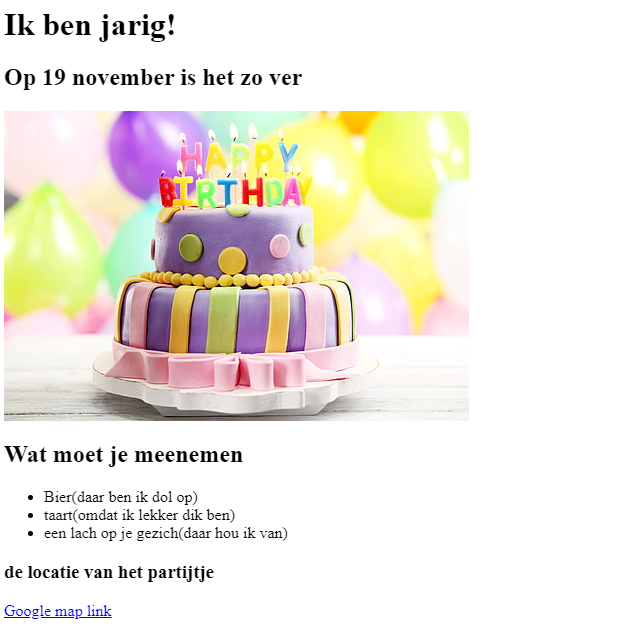 Ik ben jarig!
Op 19 november is het zo ver
HAPPY
BIRTHDAY
Wat moet je meenemen
Bier(daar ben ik dol op)
taart(omdat ik lekker dik ben)
een lach op je gezich(daar hou ik van)
de locatie van het partijtje
Google map link